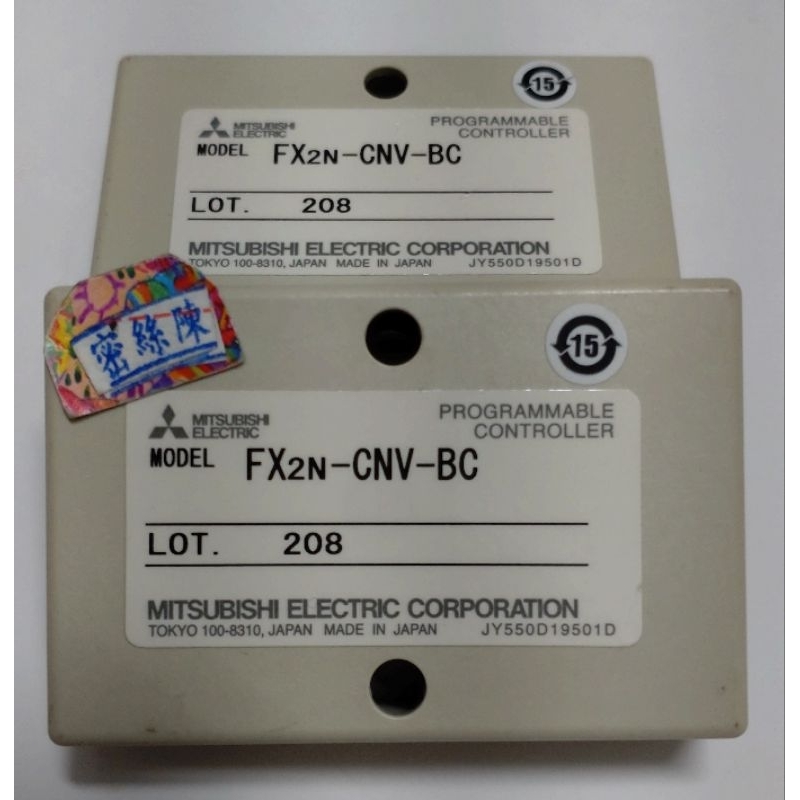 15
MITSUBISHI
ELECTRIC
PROGRAMMABLE
CONTROLLER
MODEL FX2N-CNV-BC
LOT. 208
MITSUBISHI ELECTRIC CORPORATION
TOKYO 100-8310, JAPAN MADE IN JAPAN JY550D19501D
密絲陳
15
MITSUBISHI
ELECTRIC
PROGRAMMABLE
CONTROLLER
MODEL FX2N-CNV-BC
LOT. 208
MITSUBISHI ELECTRIC CORPORATION
TOKYO 100-8310, JAPAN MADE IN JAPAN JY550D19501D